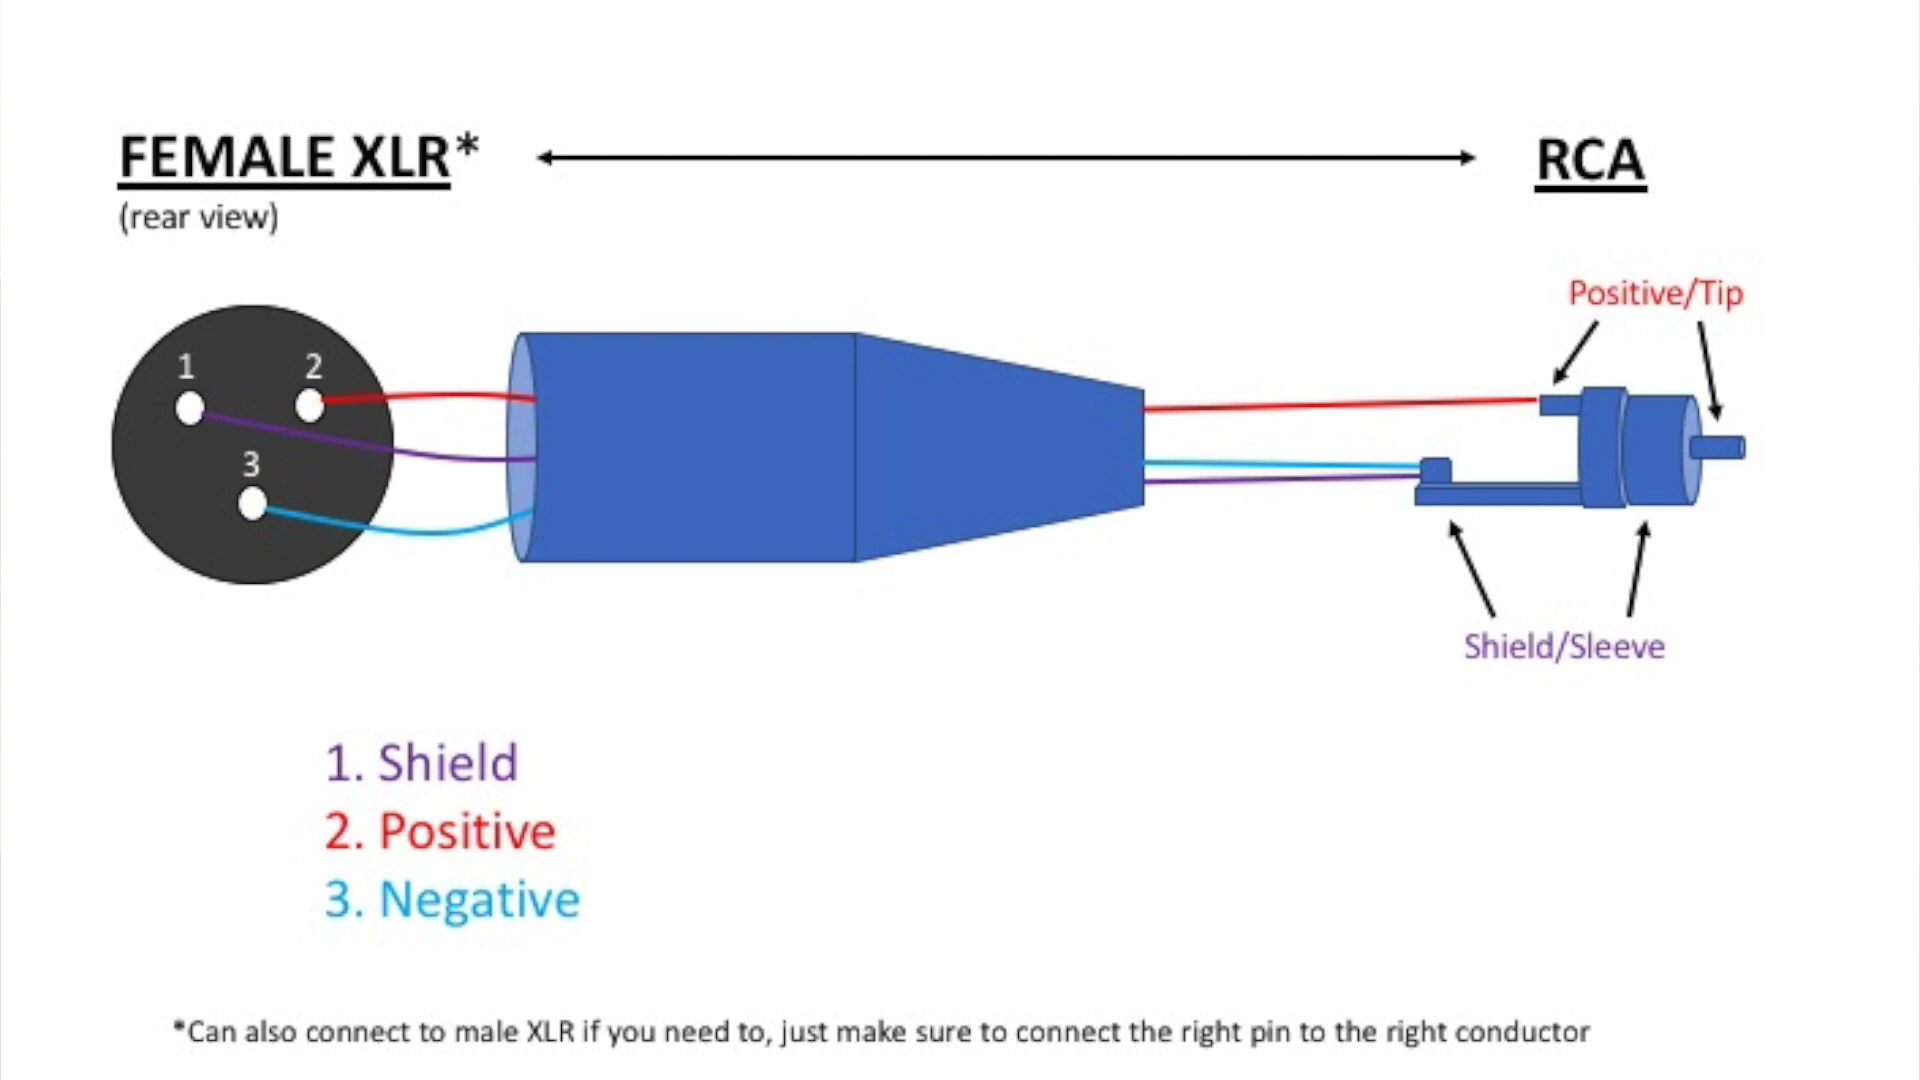 FEMALE XLR*
RCA
(rear view)
Positive/Tip
1
2
3
Shield/Sleeve
1. Shield
2. Positive
3. Negative
*Can also connect to male XLR if you need to, just make sure to connect the right pin to the right conductor